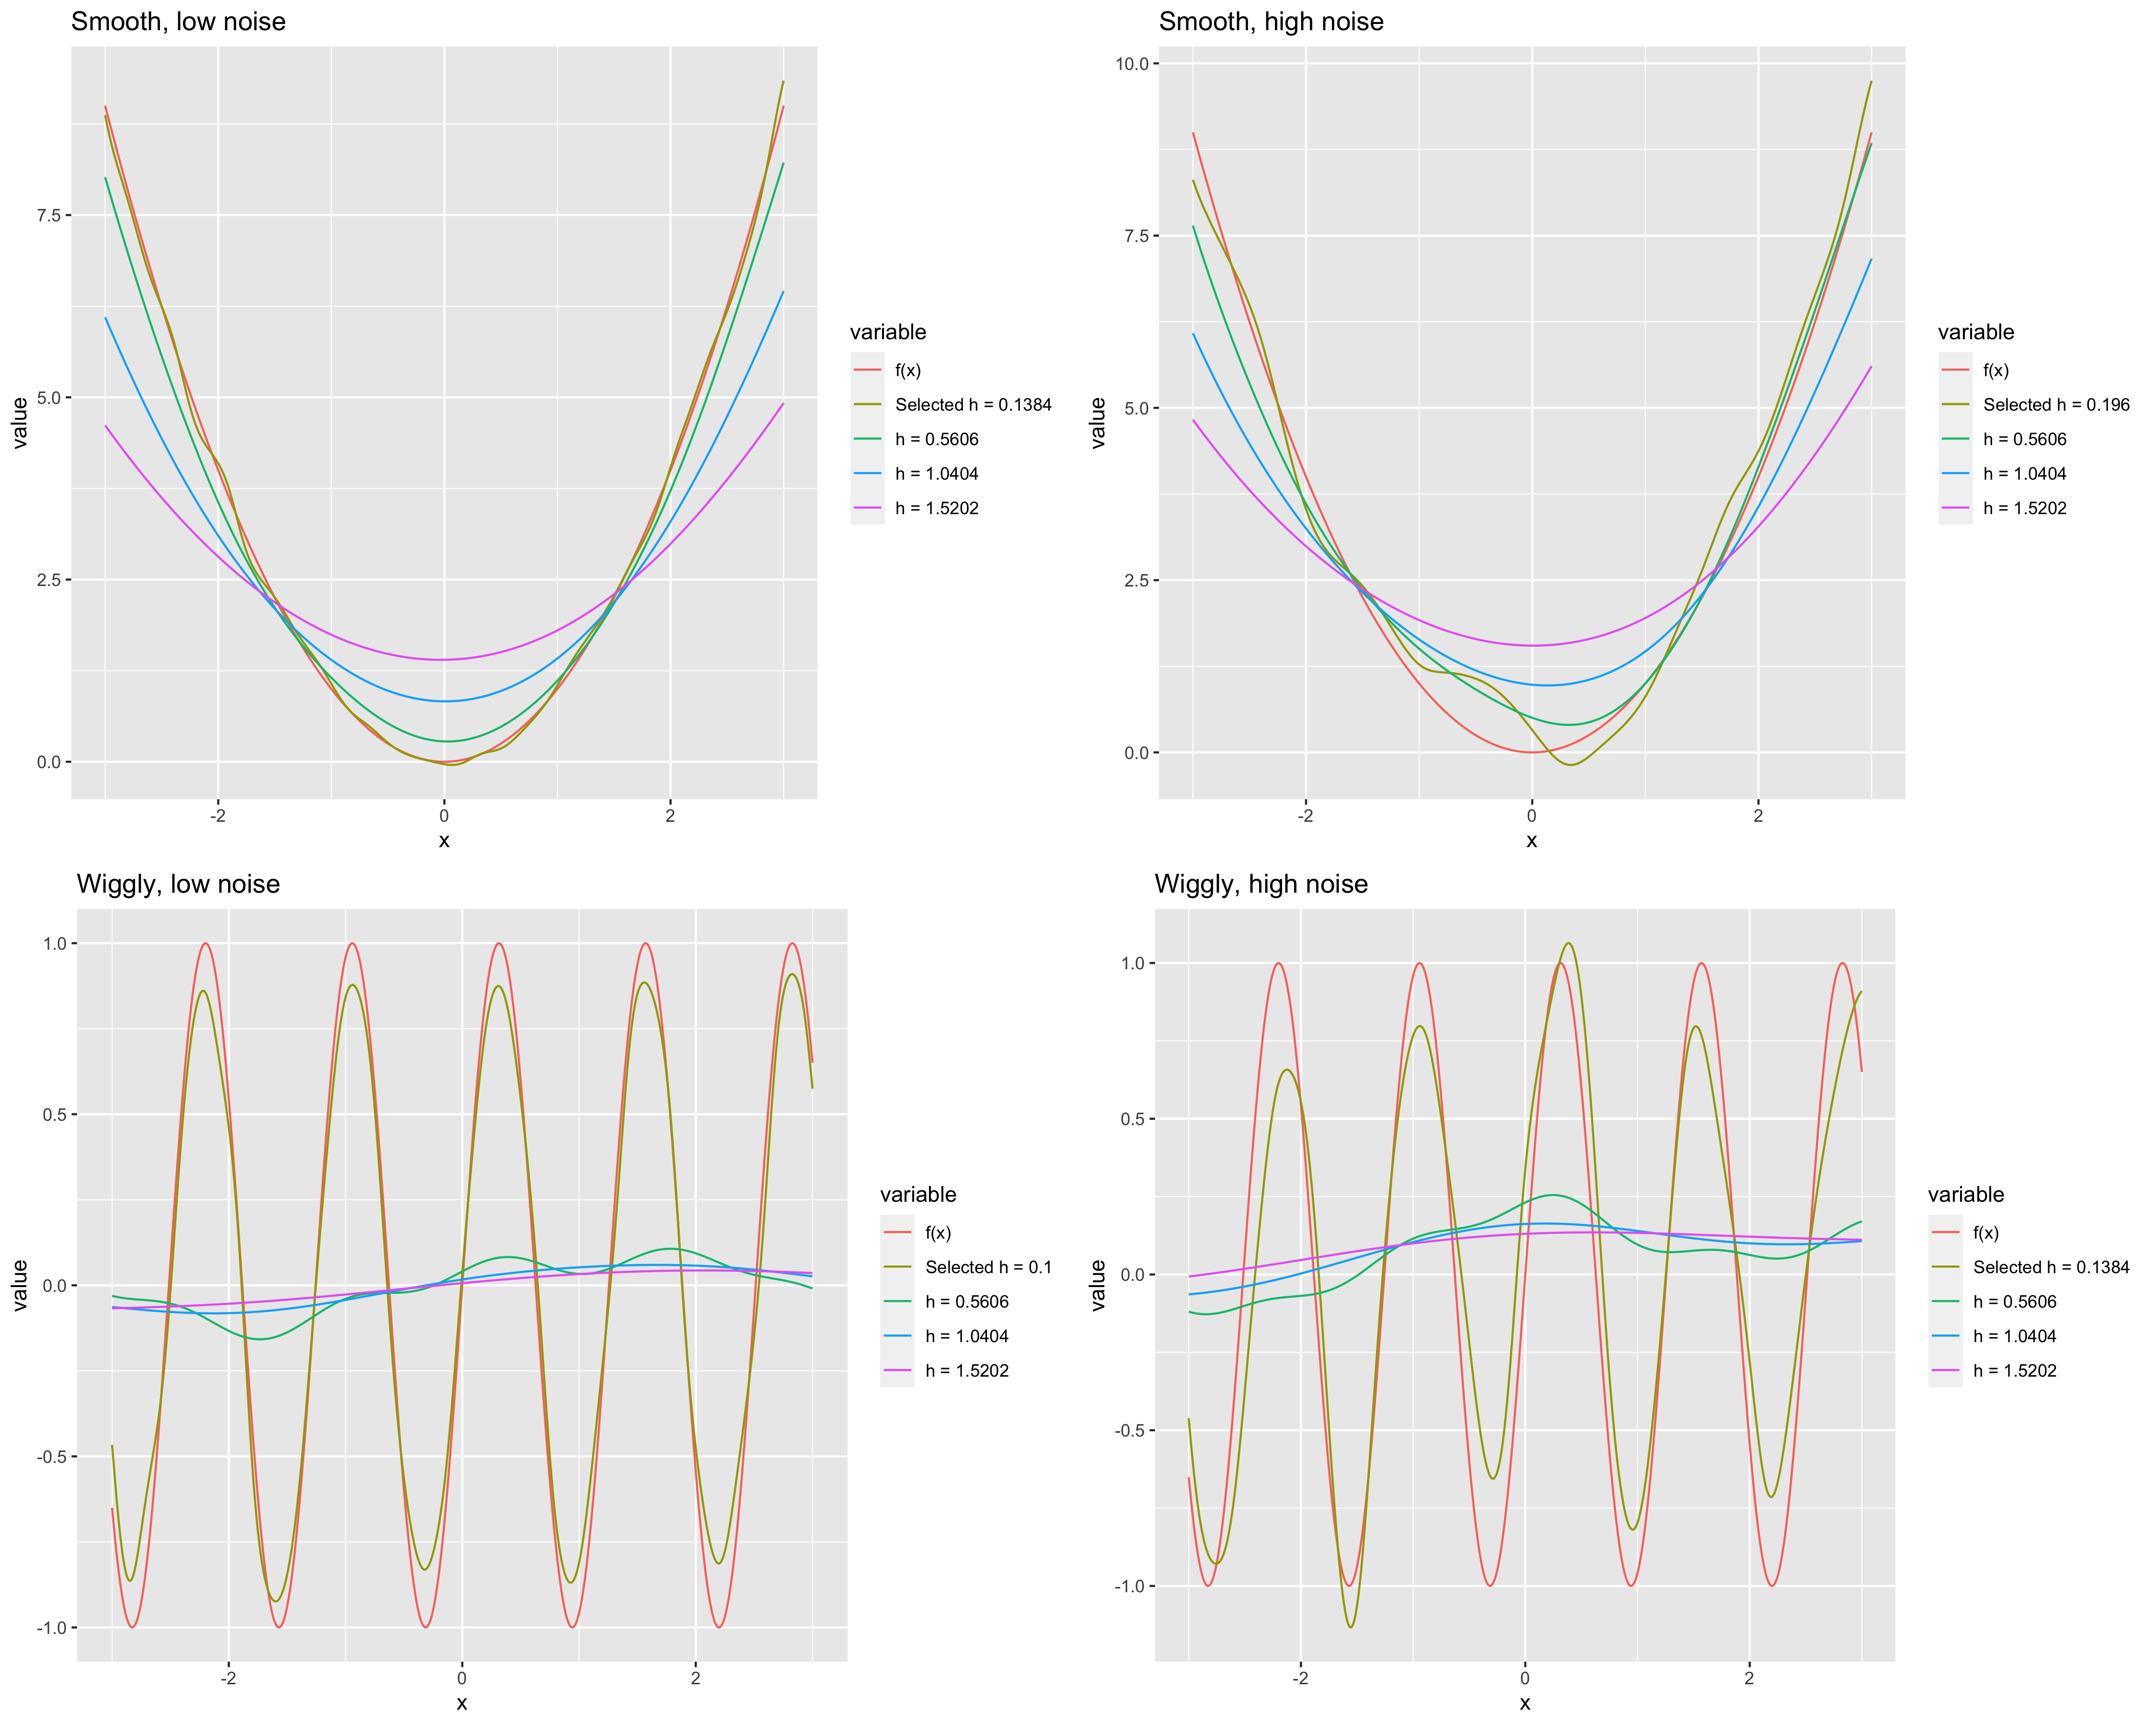 Smooth, low noise
value
7.5
5.0
2.5
0.0
-2
0
2
x
variable
f(x)
Selected h = 0.1384
h = 0.5606
h = 1.0404
h = 1.5202
Smooth, high noise
value
10.0
7.5
5.0
2.5
0.0
-2
0
2
x
variable
f(x)
Selected h = 0.196
h = 0.5606
h = 1.0404
h = 1.5202
Wiggly, low noise
value
1.0
0.5
0.0
-0.5
-1.0
-2
0
2
x
variable
f(x)
Selected h = 0.1
h = 0.5606
h = 1.0404
h = 1.5202
Wiggly, high noise
value
1.0
0.5
0.0
-0.5
-1.0
-2
0
2
x
variable
f(x)
Selected h = 0.1384
h = 0.5606
h = 1.0404
h = 1.5202